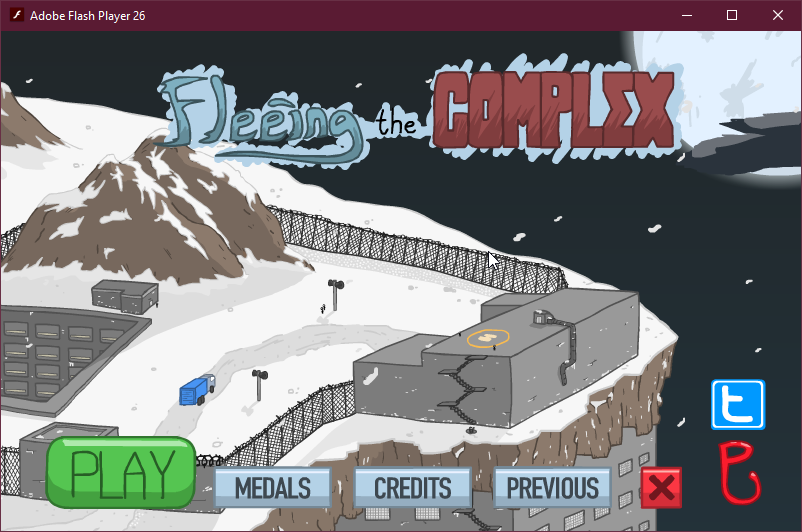 Adobe Flash Player 26
Fleeing the COMPLEX
PLAY
MEDALS
CREDITS
PREVIOUS